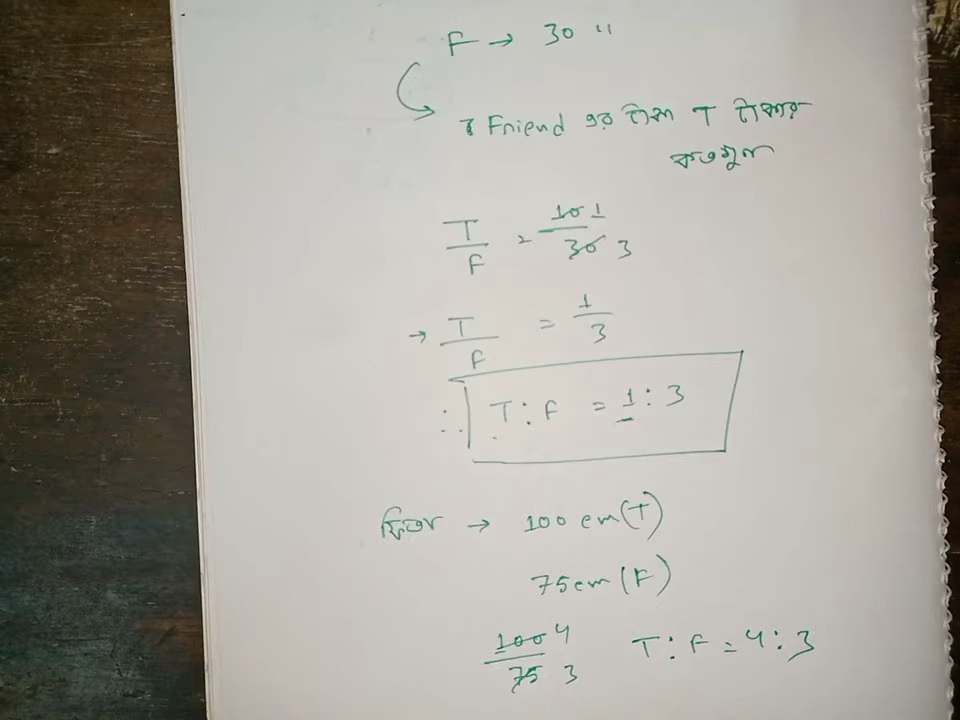 F → 30 "
Friend এর টাকা T টাকার
কতগুন
T/F = 10 1/30 3
→ T/F = 1/3
∴ T : F = 1 : 3
ফিতা → 100 cm (T)
75 cm (F)
100 4/75 3 T : F = 4 : 3